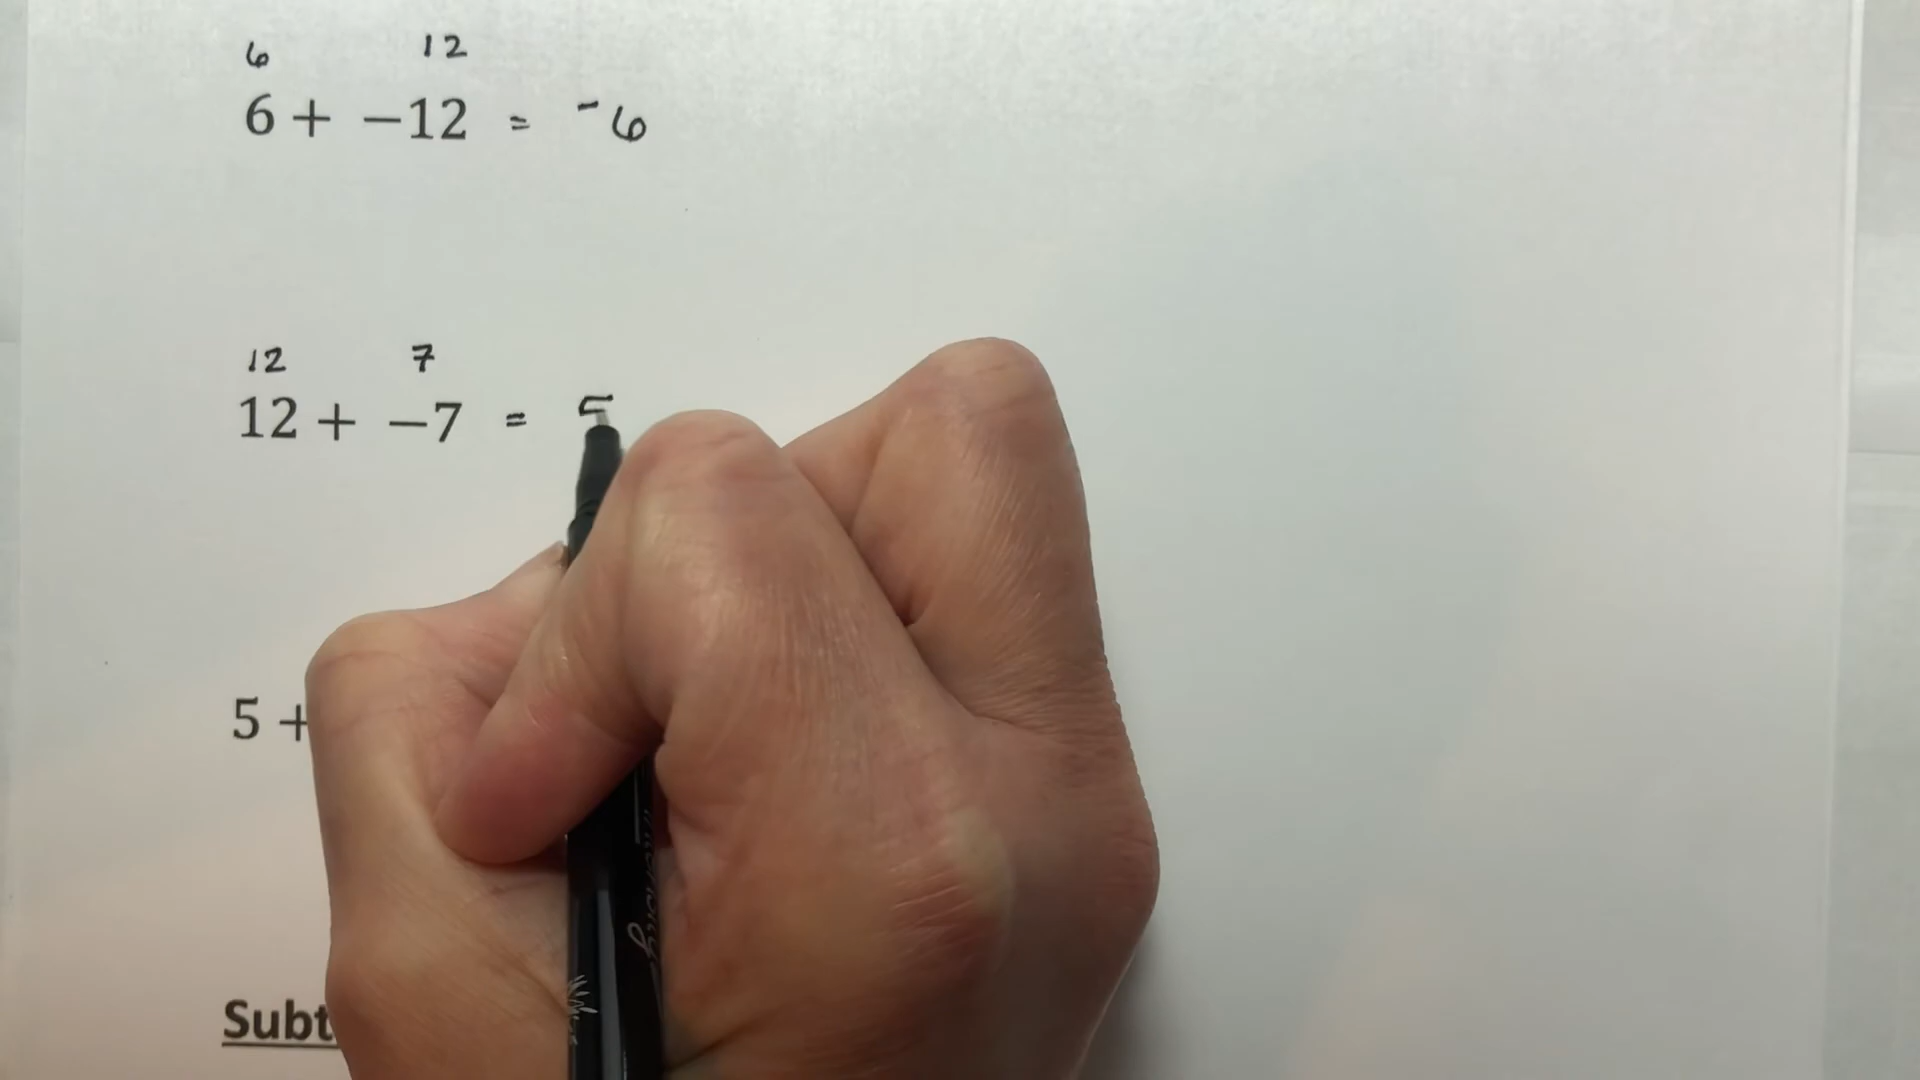 6 12
6 + −12 = -6
12 7
12 + −7 = 5
5 +
Subt